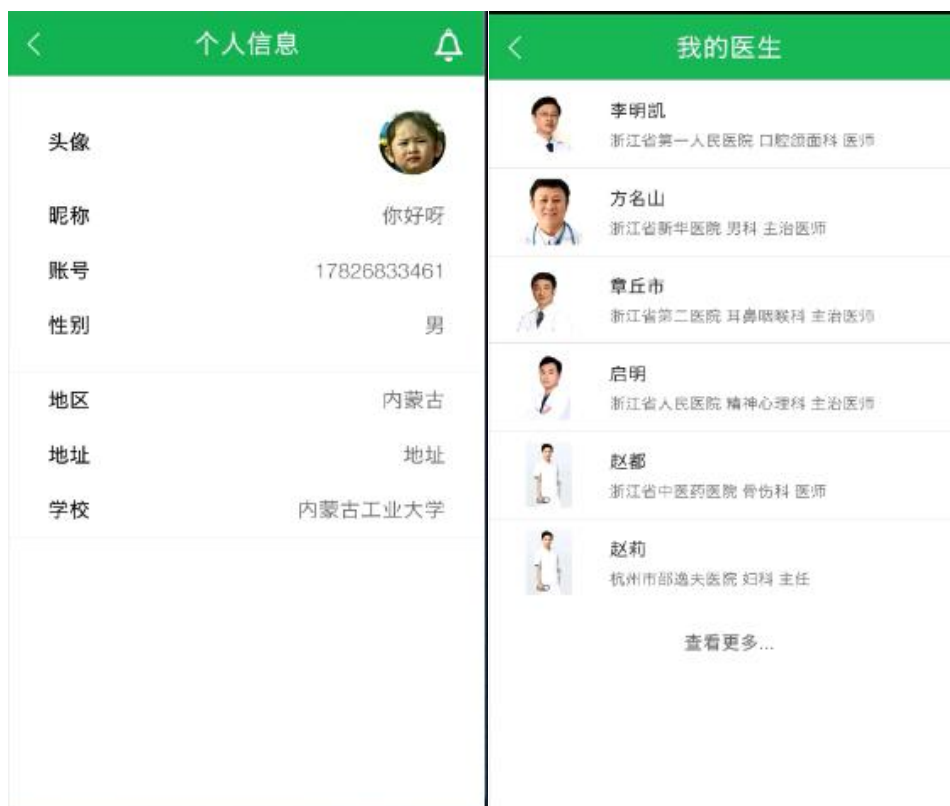 个人信息
头像
昵称 你好呀
账号 17826833461
性别 男
地区 内蒙古
地址 地址
学校 内蒙古工业大学
我的医生
李明凯
浙江省第一人民医院 口腔颌面科 医师
方名山
浙江省新华医院 男科 主治医师
章丘市
浙江省第二医院 耳鼻咽喉科 主治医师
启明
浙江省人民医院 精神心理科 主治医师
赵都
浙江省中医药医院 骨伤科 医师
赵莉
杭州市邵逸夫医院 妇科 主任
查看更多...